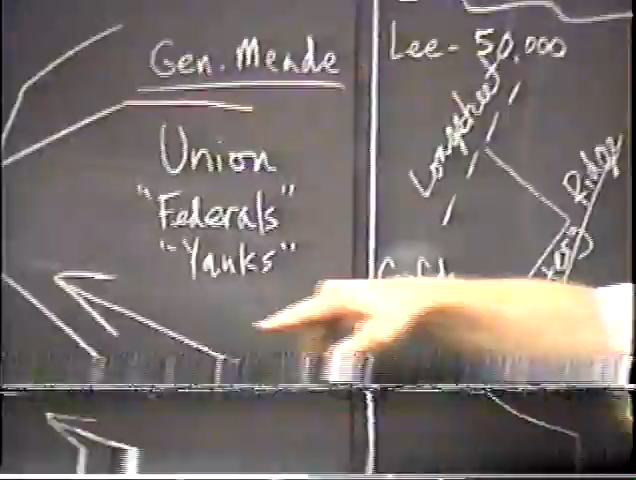 Gen. Meade
Union
"Federals"
"Yanks"
Lee - 50,000
Longstreet
Ridge